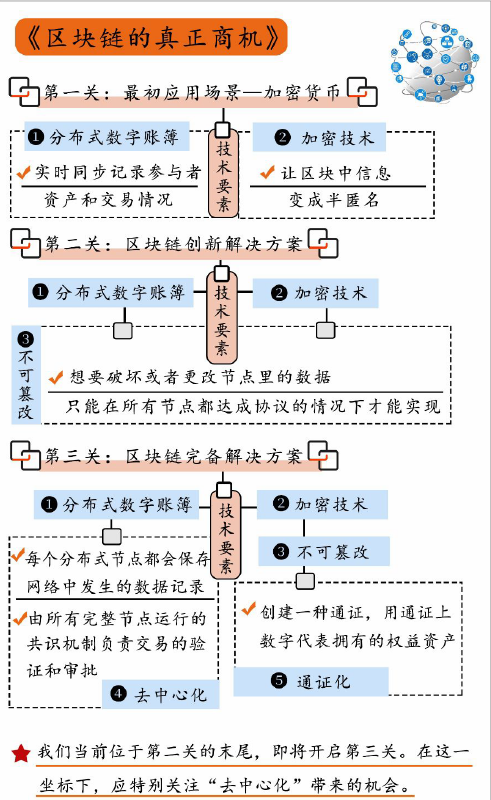 《区块链的真正商机》
第一关：最初应用场景—加密货币
❶分布式数字账簿
技术要素
❷ 加密技术
实时同步记录参与者
资产和交易情况
让区块中信息
变成半匿名
第二关：区块链创新解决方案
❶分布式数字账簿
技术要素
❷ 加密技术
❸不可篡改
想要破坏或者更改节点里的数据
只能在所有节点都达成协议的情况下才能实现
第三关：区块链完备解决方案
❶分布式数字账簿
技术要素
❷加密技术
❸不可篡改
每个分布式节点都会保存
网络中发生的数据记录
由所有完整节点运行的
共识机制负责交易的验
证和审批
❹去中心化
创建一种通证，用通证上
数字代表拥有的权益资产
❺ 通证化
我们当前位于第二关的末尾，即将开启第三关。在这一
坐标下，应特别关注“去中心化”带来的机会。